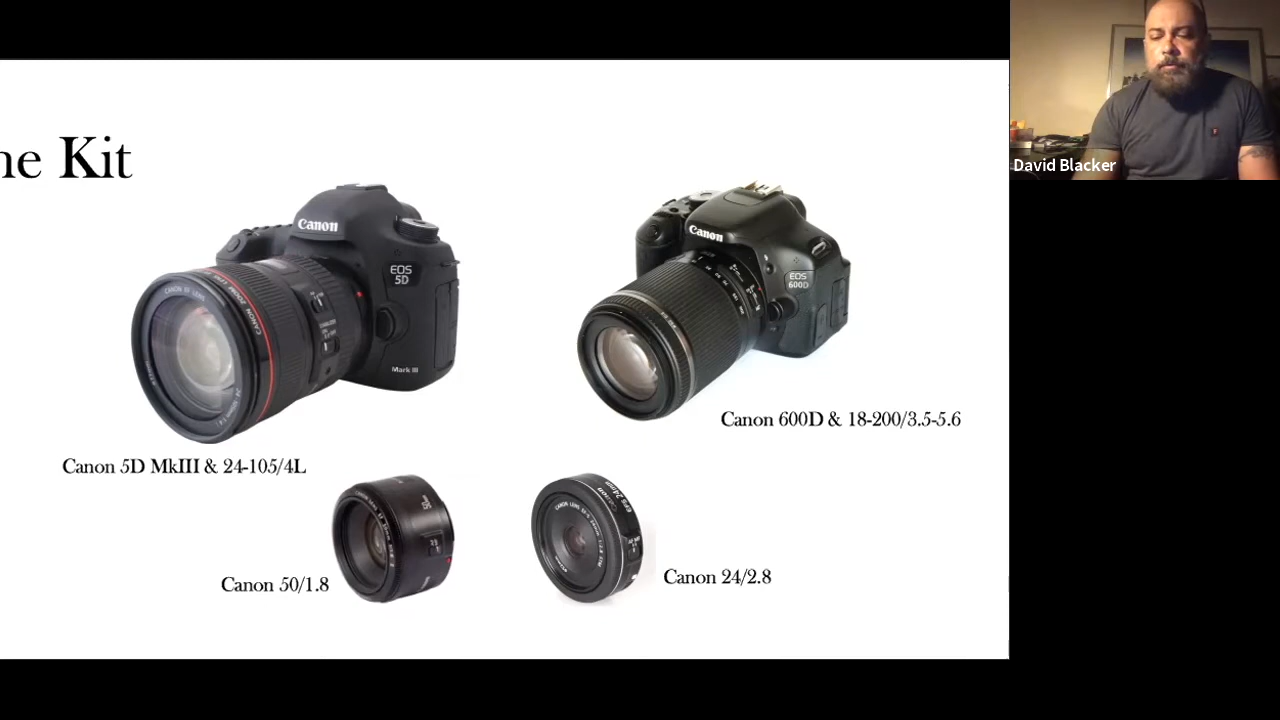 ne Kit
Canon
EOS
5D
Mark III
Canon
EOS
600D
Canon 5D MkIII & 24-105/4L
Canon 600D & 18-200/3.5-5.6
Canon 50/1.8
Canon 24/2.8
David Blacker